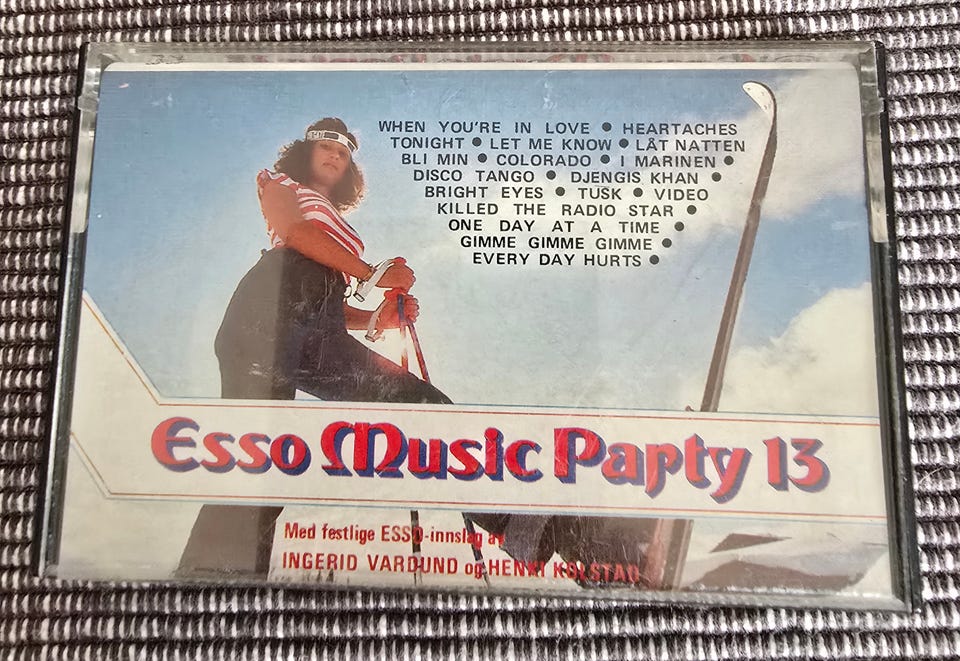 WHEN YOU'RE IN LOVE ● HEARTACHES
TONIGHT ● LET ME KNOW ● LÅT NATTEN
BLI MIN ● COLORADO ● I MARINEN ●
DISCO TANGO ● DJENGIS KHAN ●
BRIGHT EYES ● TUSK ● VIDEO
KILLED THE RADIO STAR ●
ONE DAY AT A TIME ●
GIMME GIMME GIMME ●
EVERY DAY HURTS ●
Esso Music Party 13
Med festlige ESSO-innslag av
INGERID VARDUND og HENKI KOLSTAD